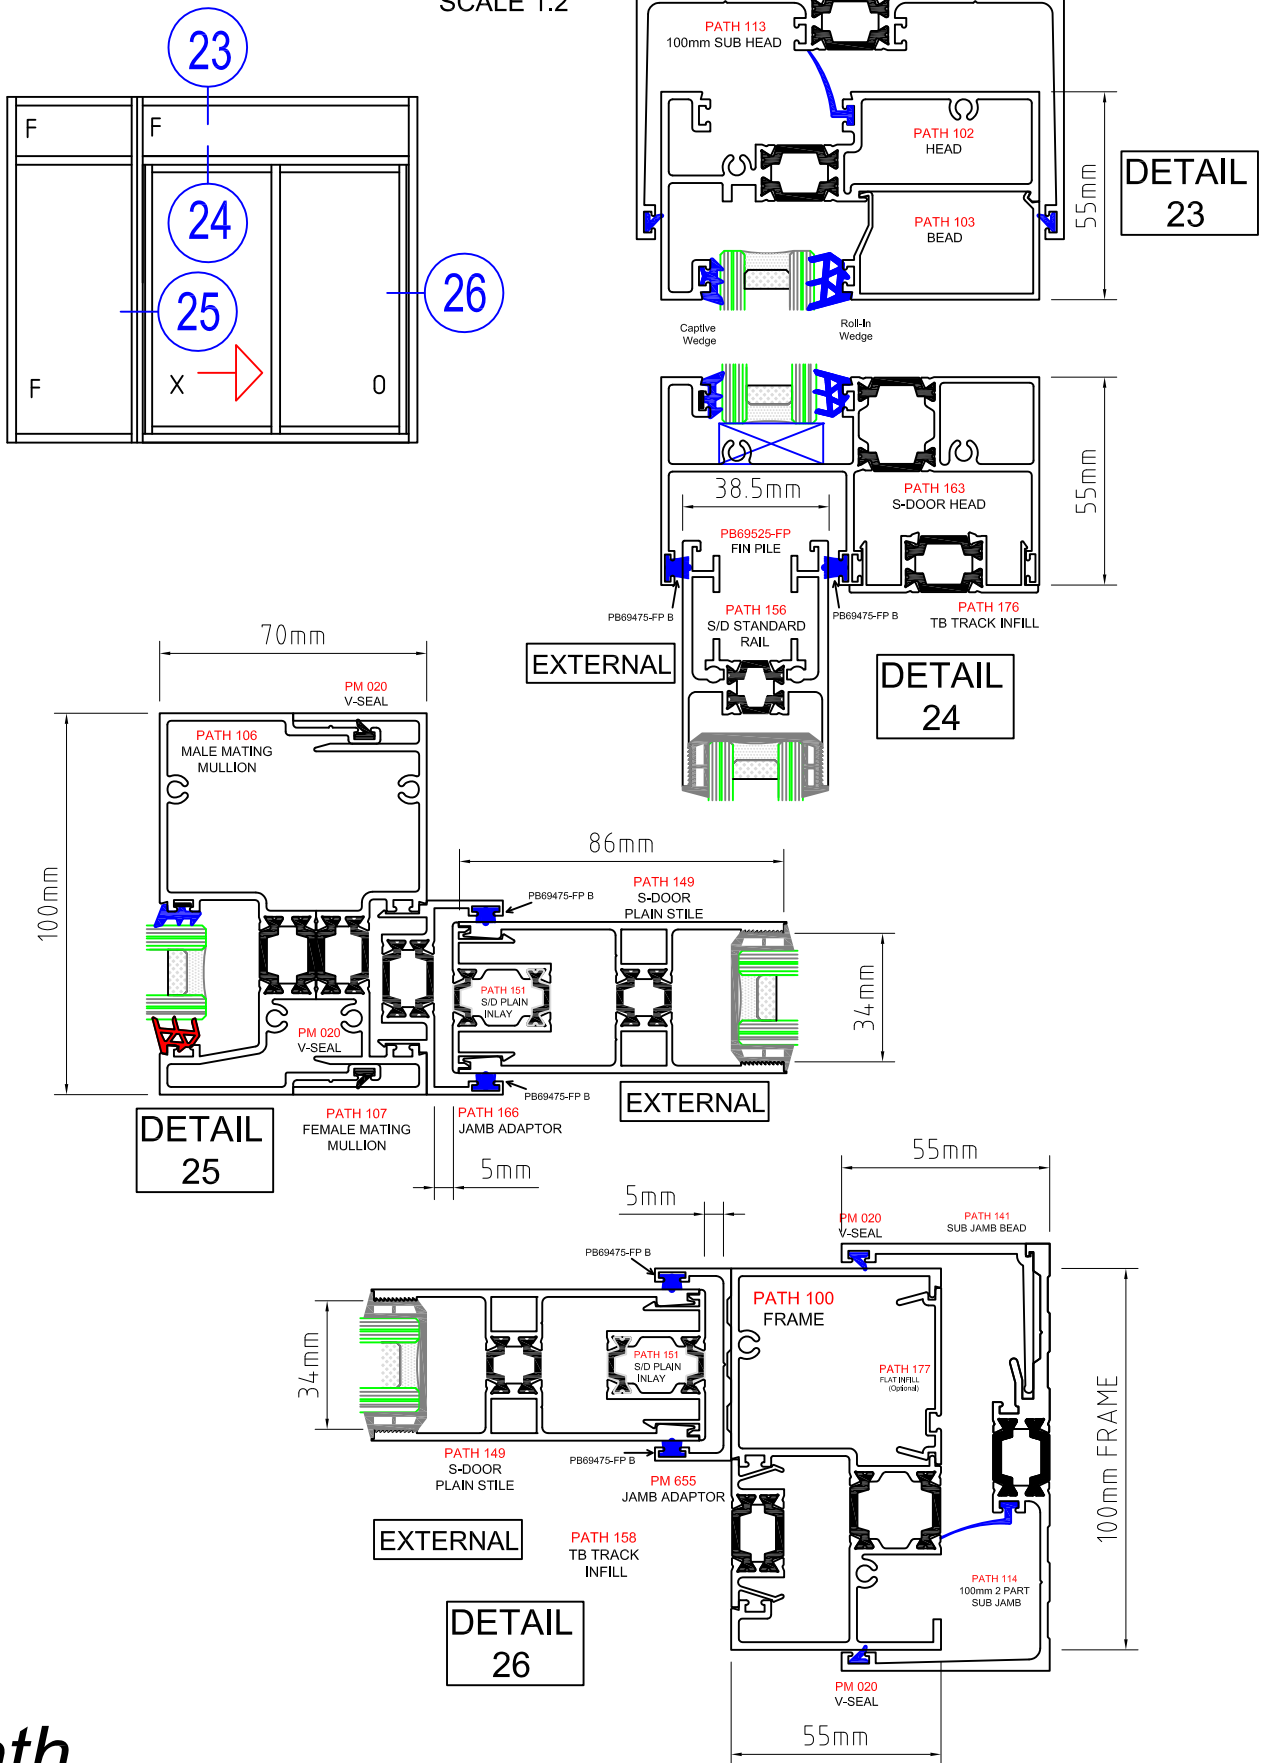 SCALE 1:2
23
F
F
24
25
26
F
X
O
PATH 113
100mm SUB HEAD
PATH 102
HEAD
PATH 103
BEAD
55mm
DETAIL
23
Captive
Wedge
Roll-In
Wedge
38.5mm
PATH 163
S-DOOR HEAD
55mm
PB69525-FP
FIN PILE
PB69475-FP B
PATH 156
S/D STANDARD
RAIL
PB69475-FP B
PATH 176
TB TRACK INFILL
EXTERNAL
DETAIL
24
70mm
PM 020
V-SEAL
PATH 106
MALE MATING
MULLION
100mm
86mm
PB69475-FP B
PATH 149
S-DOOR
PLAIN STILE
PATH 151
S/D PLAIN
INLAY
34mm
PM 020
V-SEAL
PB69475-FP B
EXTERNAL
DETAIL
25
PATH 107
FEMALE MATING
MULLION
PATH 166
JAMB ADAPTOR
5mm
55mm
5mm
PM 020
V-SEAL
PATH 141
SUB JAMB BEAD
PB69475-FP B
PATH 100
FRAME
34mm
PATH 151
S/D PLAIN
INLAY
PATH 177
FLAT INFILL
(Optional)
100mm FRAME
PATH 149
S-DOOR
PLAIN STILE
PB69475-FP B
PM 655
JAMB ADAPTOR
EXTERNAL
PATH 158
TB TRACK
INFILL
PATH 114
100mm 2 PART
SUB JAMB
DETAIL
26
PM 020
V-SEAL
55mm